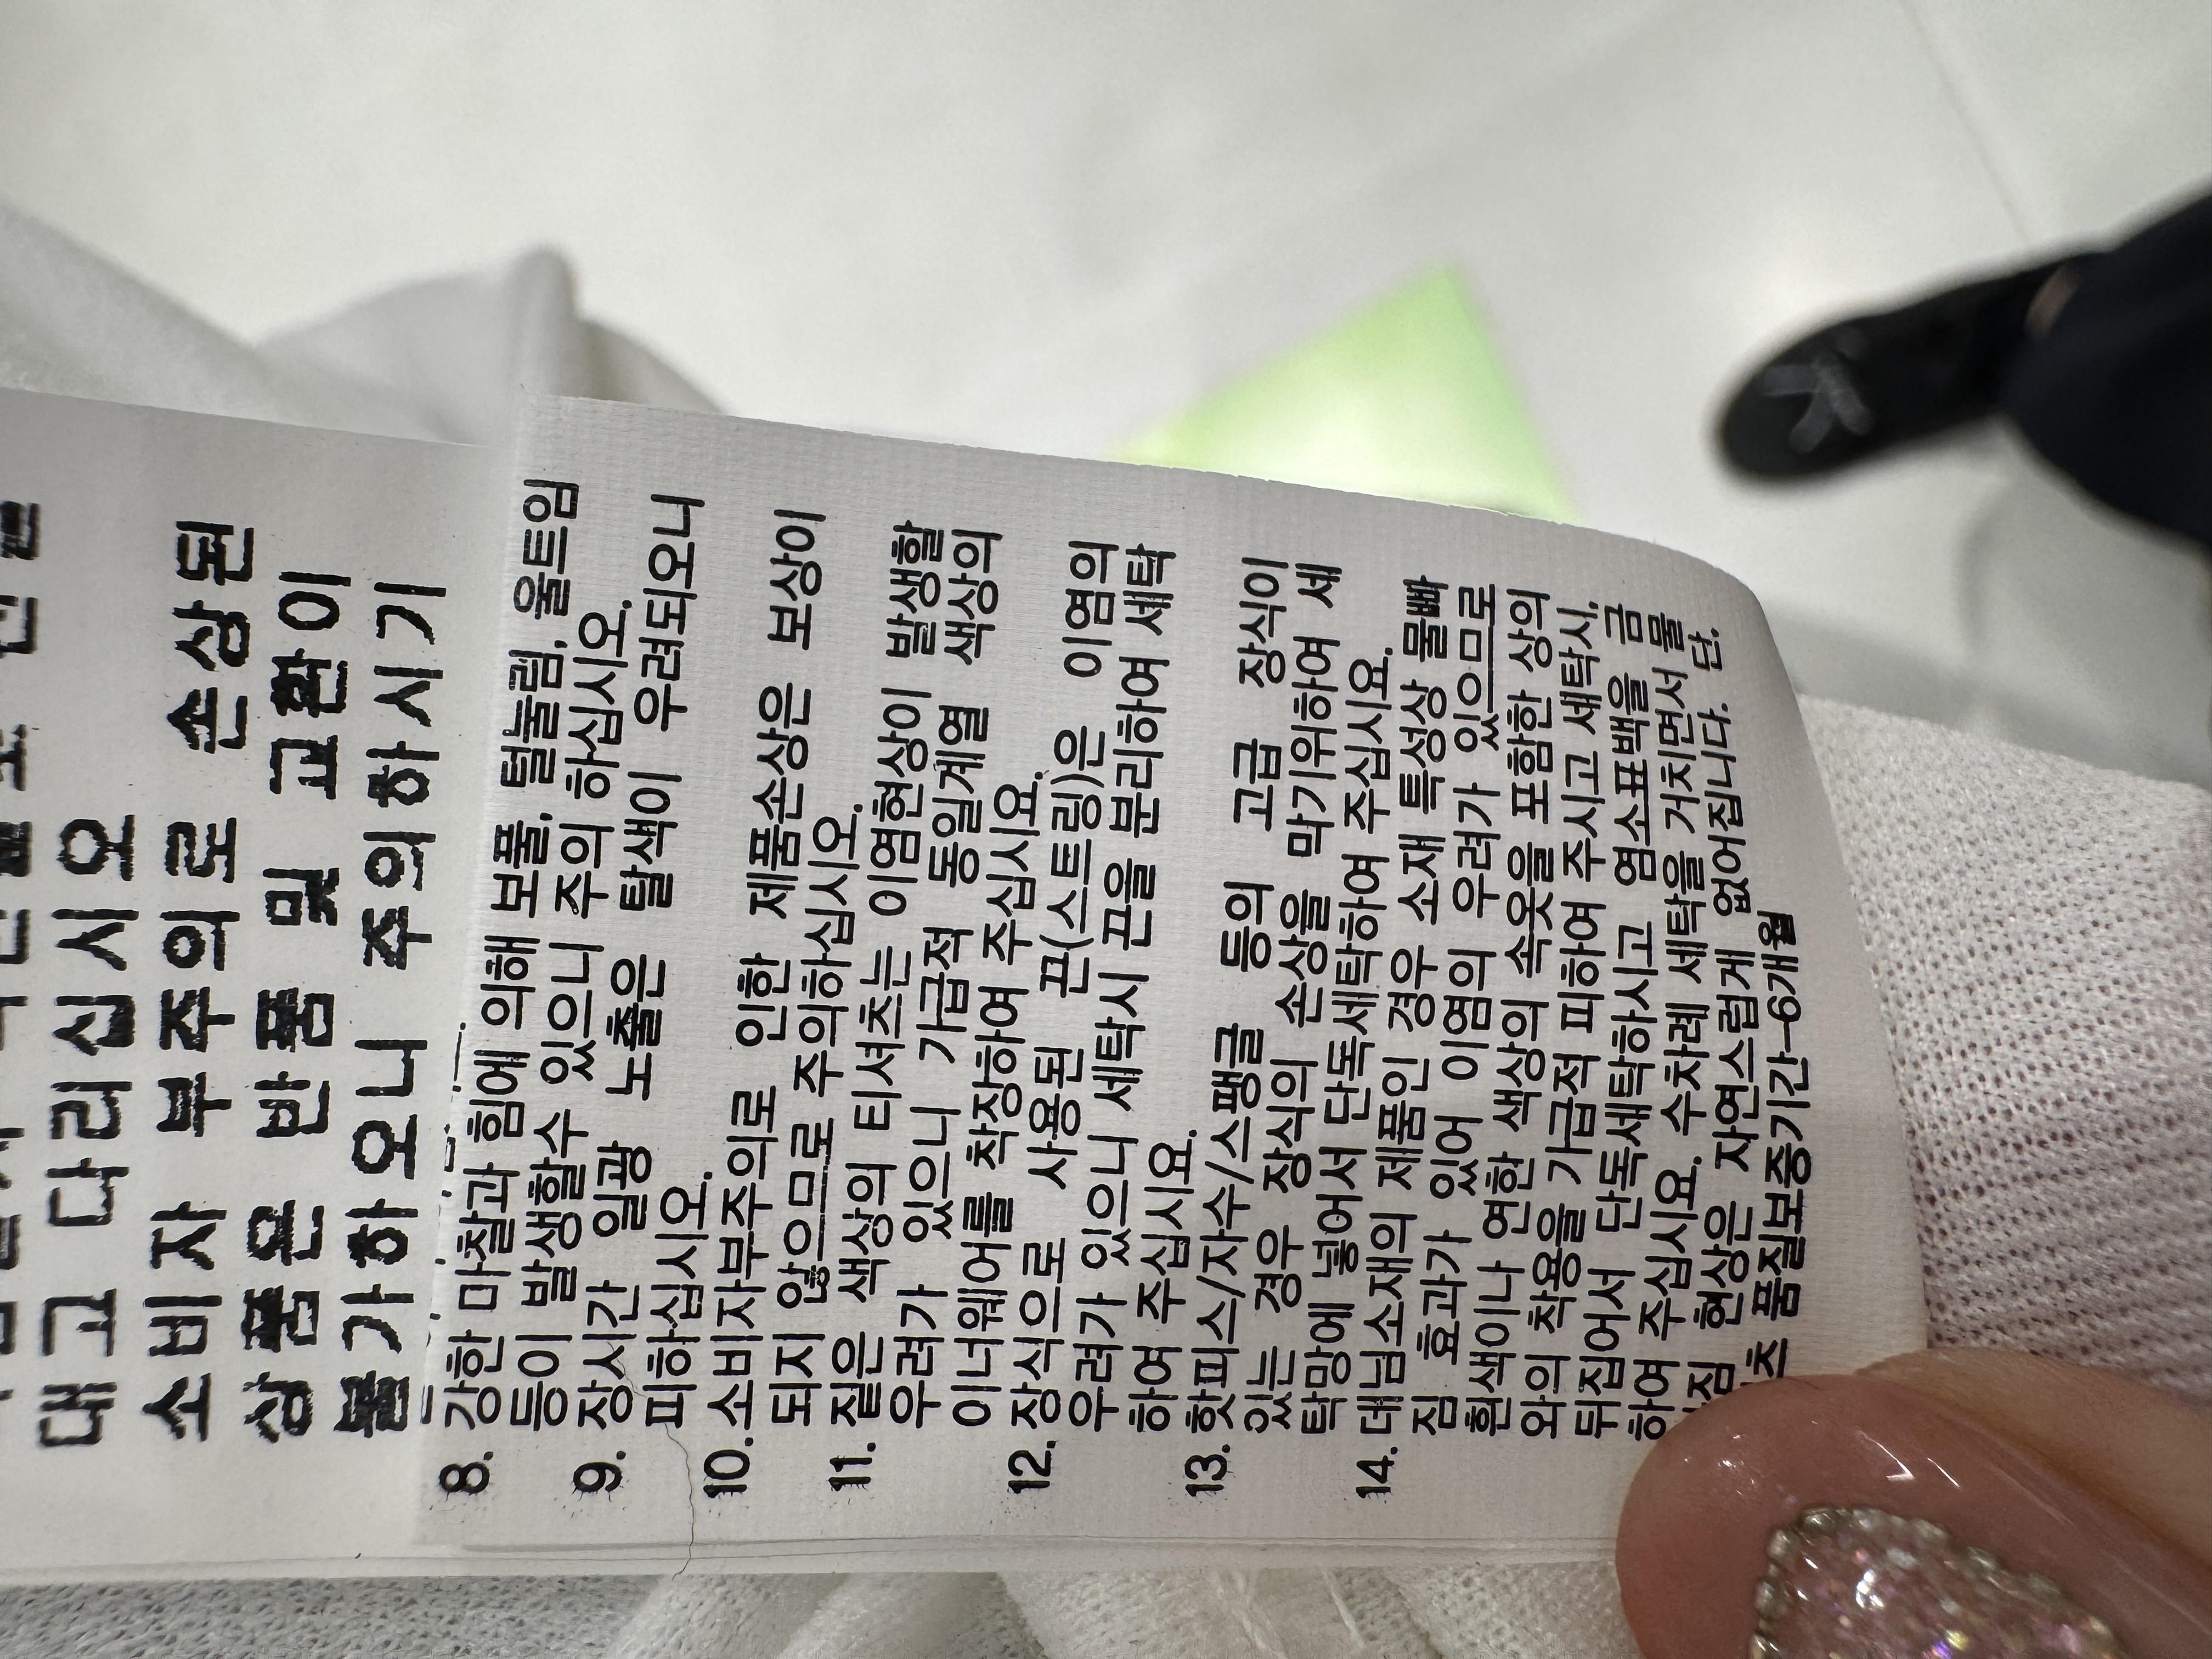 대고 다리십시오
소비자 부주의로 손상된
상품은 반품 및 교환이
불가하오니 주의하시기
8. 강한 마찰과 힘에 의해 보풀, 털눌림, 올트임
등이 발생할수 있으니 주의 하십시오.
9. 장시간 일광 노출은 탈색이 우려되오니
피하십시오.
10. 소비자부주의로 인한 제품손상은 보상이
되지 않으므로 주의하십시오.
11. 짙은 색상의 티셔츠는 이염현상이 발생할
우려가 있으니 가급적 동일계열 색상의
이너웨어를 착장하여 주십시요.
12. 장식으로 사용된 끈(스트링)은 이염의
우려가 있으니 세탁시 끈을 분리하여 세탁
하여 주십시요.
13. 핫피스/자수/스팽글 등의 고급 장식이
있는 경우 장식의 손상을 막기위하여 세
탁망에 넣어서 단독세탁하여 주십시요.
14. 데님소재의 제품인 경우 소재 특성상 물빠
짐 효과가 있어 이염의 우려가 있으므로
흰색이나 연한 색상의 속옷을 포함한 상의
와의 착용을 가급적 피하여 주시고 세탁시,
뒤집어서 단독세탁하시고 염소표백을 금
하여 주십시요. 수차례 세탁을 거치면서 물
현상은 자연스럽게 없어집니다. 단,
품질보증기간-6개월